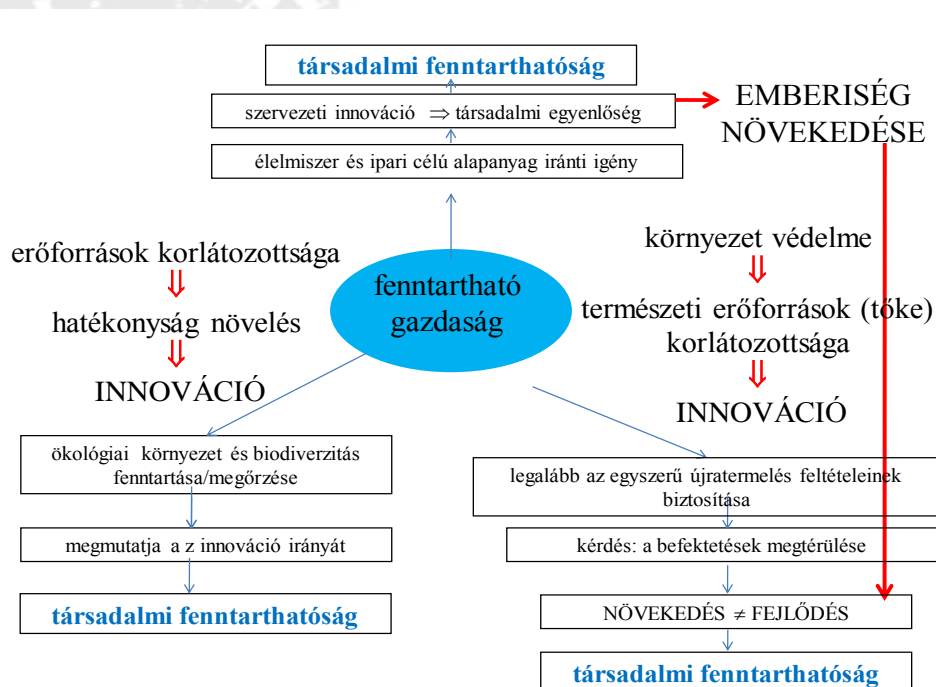 társadalmi fenntarthatóság
szervezeti innováció ⇒ társadalmi egyenlőség
élelmiszer és ipari célú alapanyag iránti igény
EMBERISÉG
NÖVEKEDÉSE
erőforrások korlátozottsága
⇓
hatékonyság növelés
⇓
INNOVÁCIÓ
fenntartható
gazdaság
környezet védelme
⇓
természeti erőforrások (tőke)
korlátozottsága
⇓
INNOVÁCIÓ
ökológiai környezet és biodiverzitás
fenntartása/megőrzése
megmutatja a z innováció irányát
társadalmi fenntarthatóság
legalább az egyszerű újratermelés feltételeinek
biztosítása
kérdés: a befektetések megtérülése
NÖVEKEDÉS ≠ FEJLŐDÉS
társadalmi fenntarthatóság